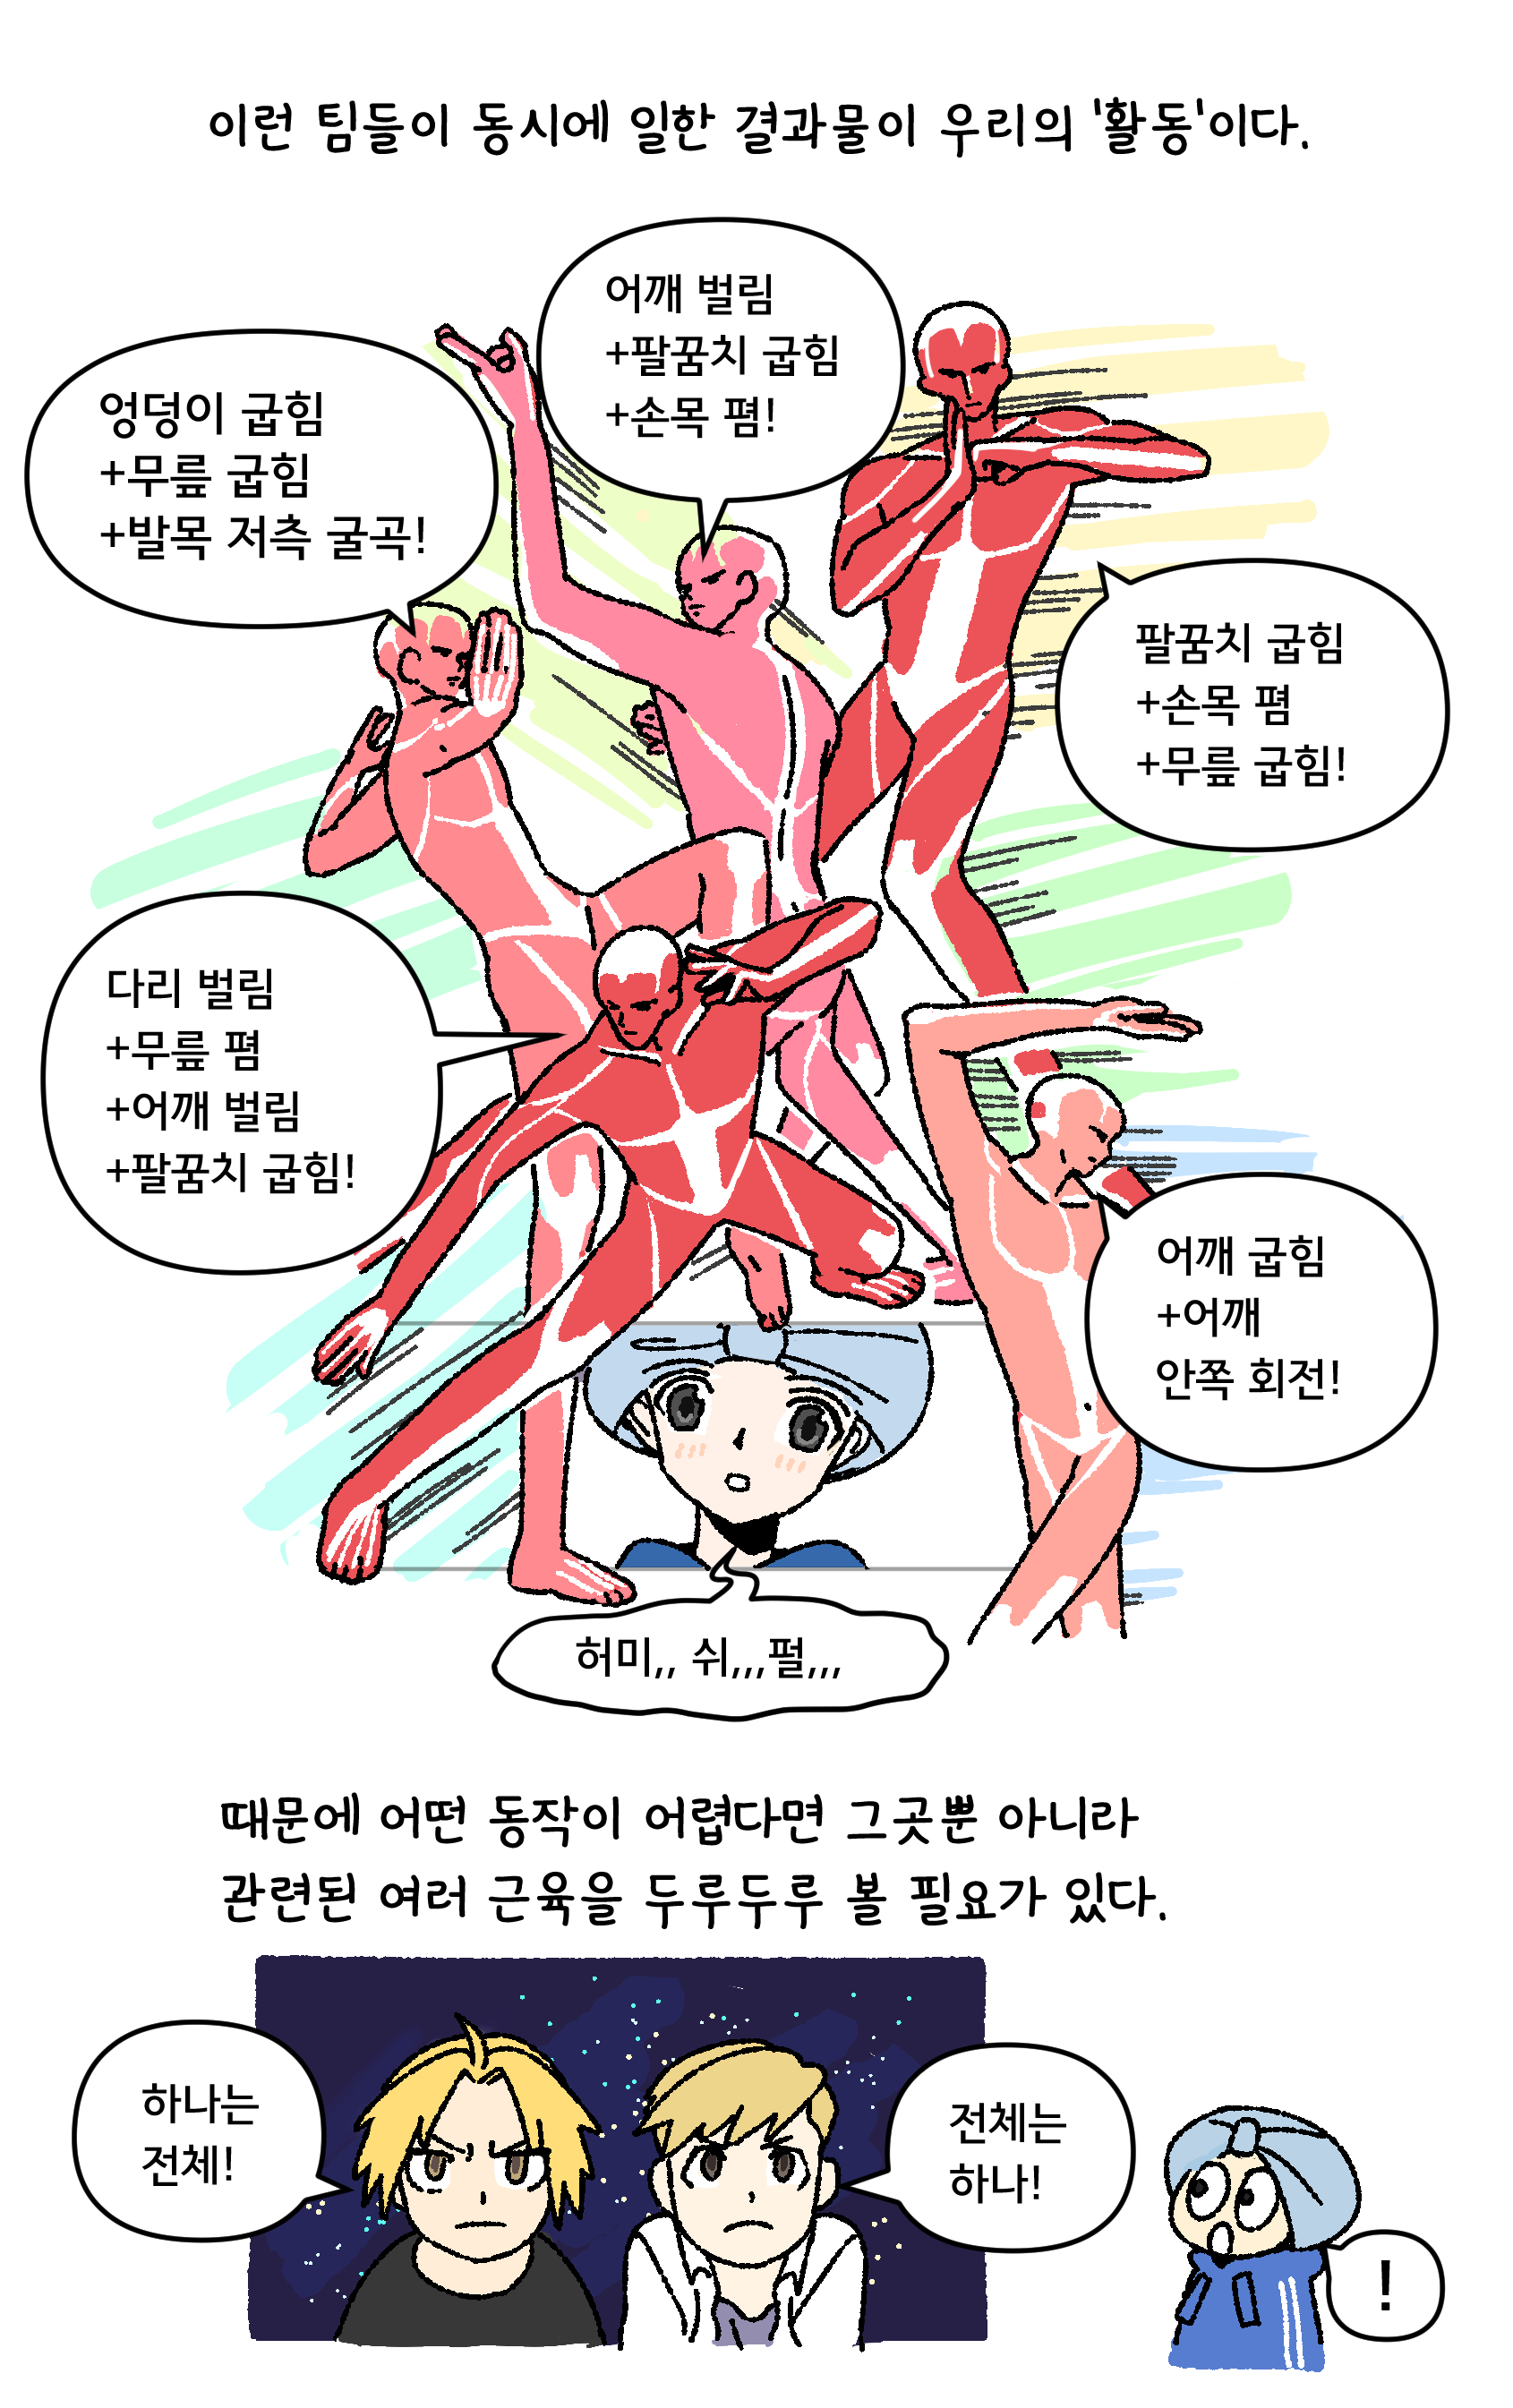 이런 팀들이 동시에 일한 결과물이 우리의 '활동'이다.
어깨 벌림
+팔꿈치 굽힘
+손목 폄!
엉덩이 굽힘
+무릎 굽힘
+발목 저측 굴곡!
팔꿈치 굽힘
+손목 폄
+무릎 굽힘!
다리 벌림
+무릎 폄
+어깨 벌림
+팔꿈치 굽힘!
어깨 굽힘
+어깨
안쪽 회전!
허미,, 쉬,,,펄,,,
때문에 어떤 동작이 어렵다면 그곳뿐 아니라
관련된 여러 근육을 두루두루 볼 필요가 있다.
하나는
전체!
전체는
하나!
!